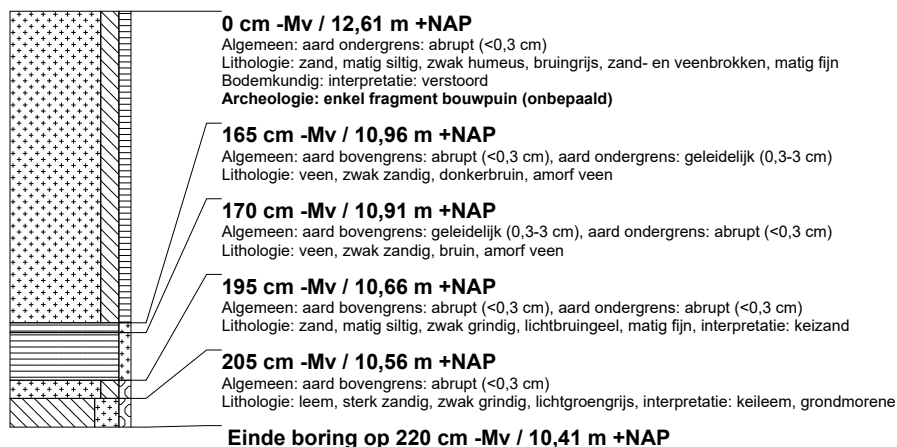 0 cm -Mv / 12,61 m +NAP
Algemeen: aard ondergrens: abrupt (<0,3 cm)
Lithologie: zand, matig siltig, zwak humeus, bruingrijs, zand- en veenbrokken, matig fijn
Bodemkundig: interpretatie: verstoord
Archeologie: enkel fragment bouwpuin (onbepaald)
165 cm -Mv / 10,96 m +NAP
Algemeen: aard bovengrens: abrupt (<0,3 cm), aard ondergrens: geleidelijk (0,3-3 cm)
Lithologie: veen, zwak zandig, donkerbruin, amorf veen
170 cm -Mv / 10,91 m +NAP
Algemeen: aard bovengrens: geleidelijk (0,3-3 cm), aard ondergrens: abrupt (<0,3 cm)
Lithologie: veen, zwak zandig, bruin, amorf veen
195 cm -Mv / 10,66 m +NAP
Algemeen: aard bovengrens: abrupt (<0,3 cm), aard ondergrens: abrupt (<0,3 cm)
Lithologie: zand, matig siltig, zwak grindig, lichtbruingeel, matig fijn, interpretatie: keizand
205 cm -Mv / 10,56 m +NAP
Algemeen: aard bovengrens: abrupt (<0,3 cm)
Lithologie: leem, sterk zandig, zwak grindig, lichtgroengrijs, interpretatie: keileem, grondmorene
Einde boring op 220 cm -Mv / 10,41 m +NAP